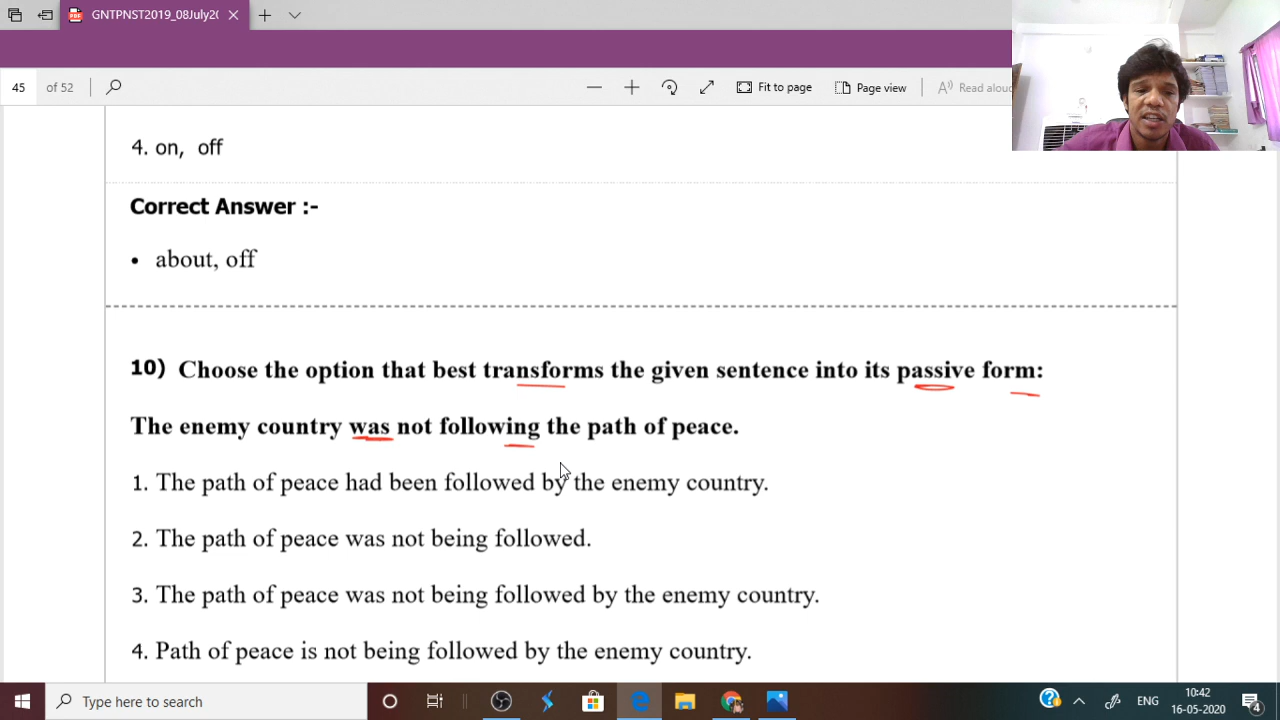 GNTPNST2019_08July20
45 of 52
Fit to page
Page view
Read aloud
4. on, off
Correct Answer :-
• about, off
10) Choose the option that best transforms the given sentence into its passive form:
The enemy country was not following the path of peace.
1. The path of peace had been followed by the enemy country.
2. The path of peace was not being followed.
3. The path of peace was not being followed by the enemy country.
4. Path of peace is not being followed by the enemy country.
Type here to search
ENG
10:42
16-05-2020
4